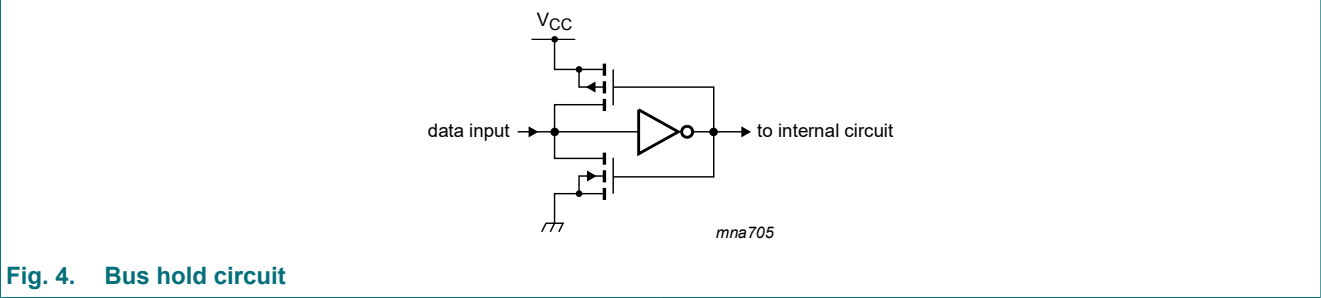 VCC
data input
to internal circuit
mna705
Fig. 4. Bus hold circuit